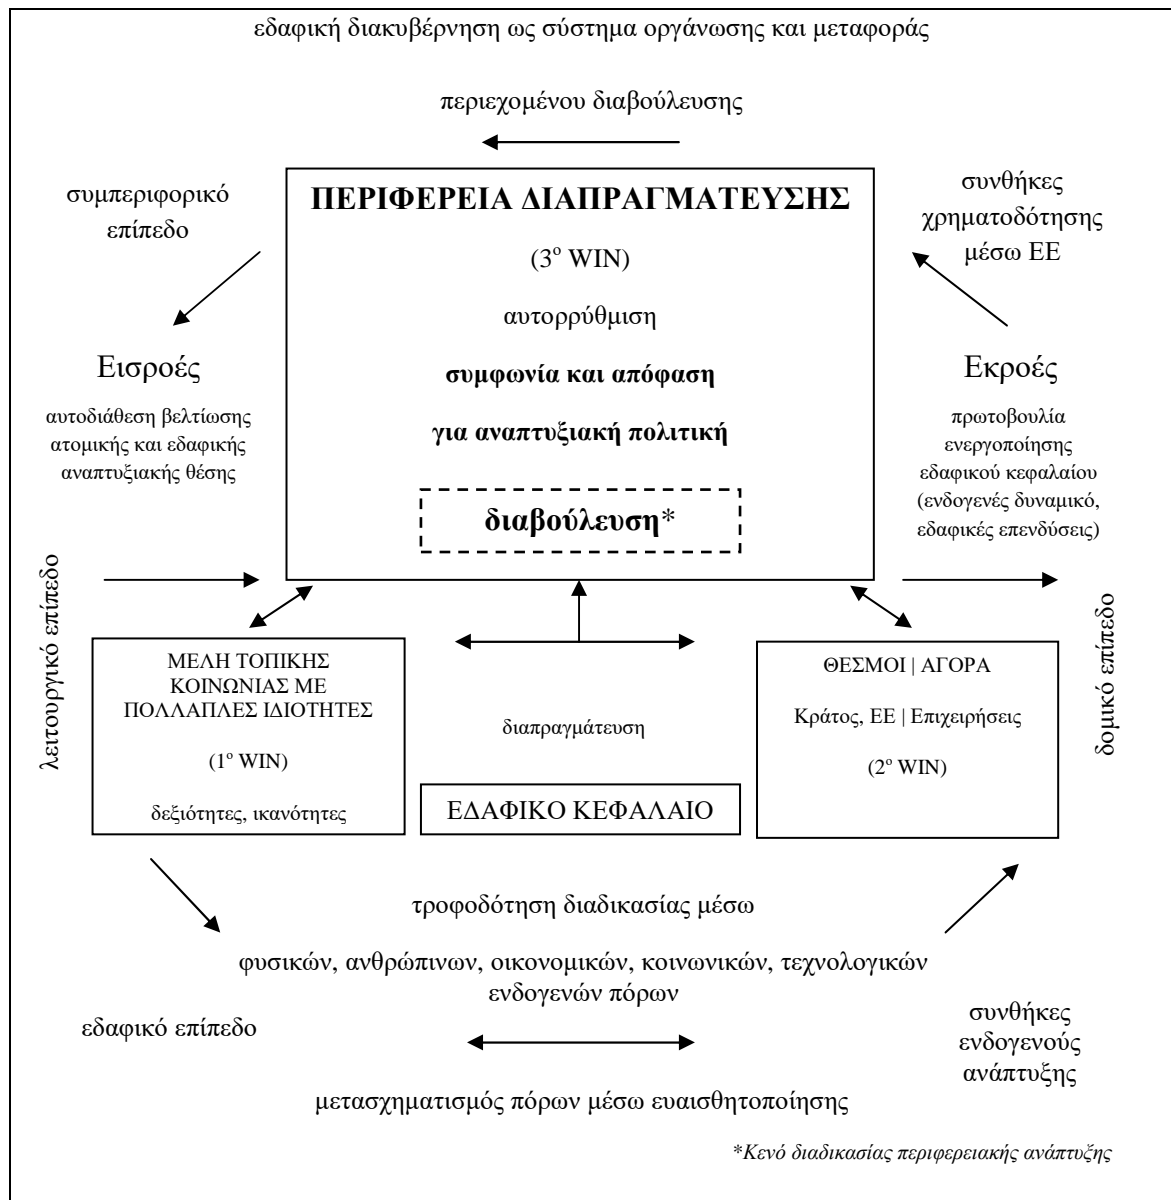 εδαφική διακυβέρνηση ως σύστημα οργάνωσης και μεταφοράς
περιεχομένου διαβούλευσης
συμπεριφορικό
επίπεδο
ΠΕΡΙΦΕΡΕΙΑ ΔΙΑΠΡΑΓΜΑΤΕΥΣΗΣ
(3º WIN)
αυτορρύθμιση
συμφωνία και απόφαση
για αναπτυξιακή πολιτική
διαβούλευση*
συνθήκες
χρηματοδότησης
μέσω ΕΕ
Εισροές
αυτοδιάθεση βελτίωσης
ατομικής και εδαφικής
αναπτυξιακής θέσης
Εκροές
πρωτοβουλία
ενεργοποίησης
εδαφικού κεφαλαίου
(ενδογενές δυναμικό,
εδαφικές επενδύσεις)
λειτουργικό επίπεδο
ΜΕΛΗ ΤΟΠΙΚΗΣ
ΚΟΙΝΩΝΙΑΣ ΜΕ
ΠΟΛΛΑΠΛΕΣ ΙΔΙΟΤΗΤΕΣ
(1º WIN)
δεξιότητες, ικανότητες
διαπραγμάτευση
ΕΔΑΦΙΚΟ ΚΕΦΑΛΑΙΟ
ΘΕΣΜΟΙ | ΑΓΟΡΑ
Κράτος, ΕΕ | Επιχειρήσεις
(2º WIN)
δομικό επίπεδο
τροφοδότηση διαδικασίας μέσω
φυσικών, ανθρώπινων, οικονομικών, κοινωνικών, τεχνολογικών
ενδογενών πόρων
εδαφικό επίπεδο
συνθήκες
ενδογενούς
ανάπτυξης
μετασχηματισμός πόρων μέσω ευαισθητοποίησης
*Κενό διαδικασίας περιφερειακής ανάπτυξης